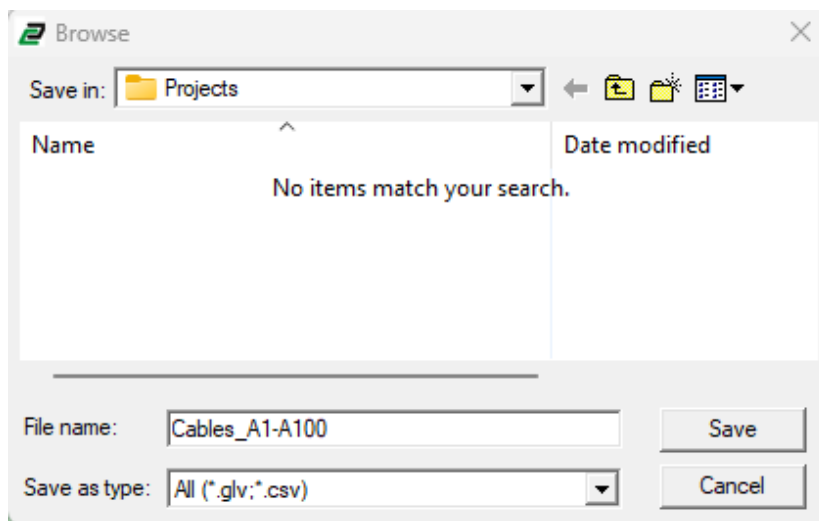 Browse
Save in: Projects
Name Date modified
No items match your search.
File name: Cables_A1-A100 Save
Save as type: All (*.glv;*.csv) Cancel